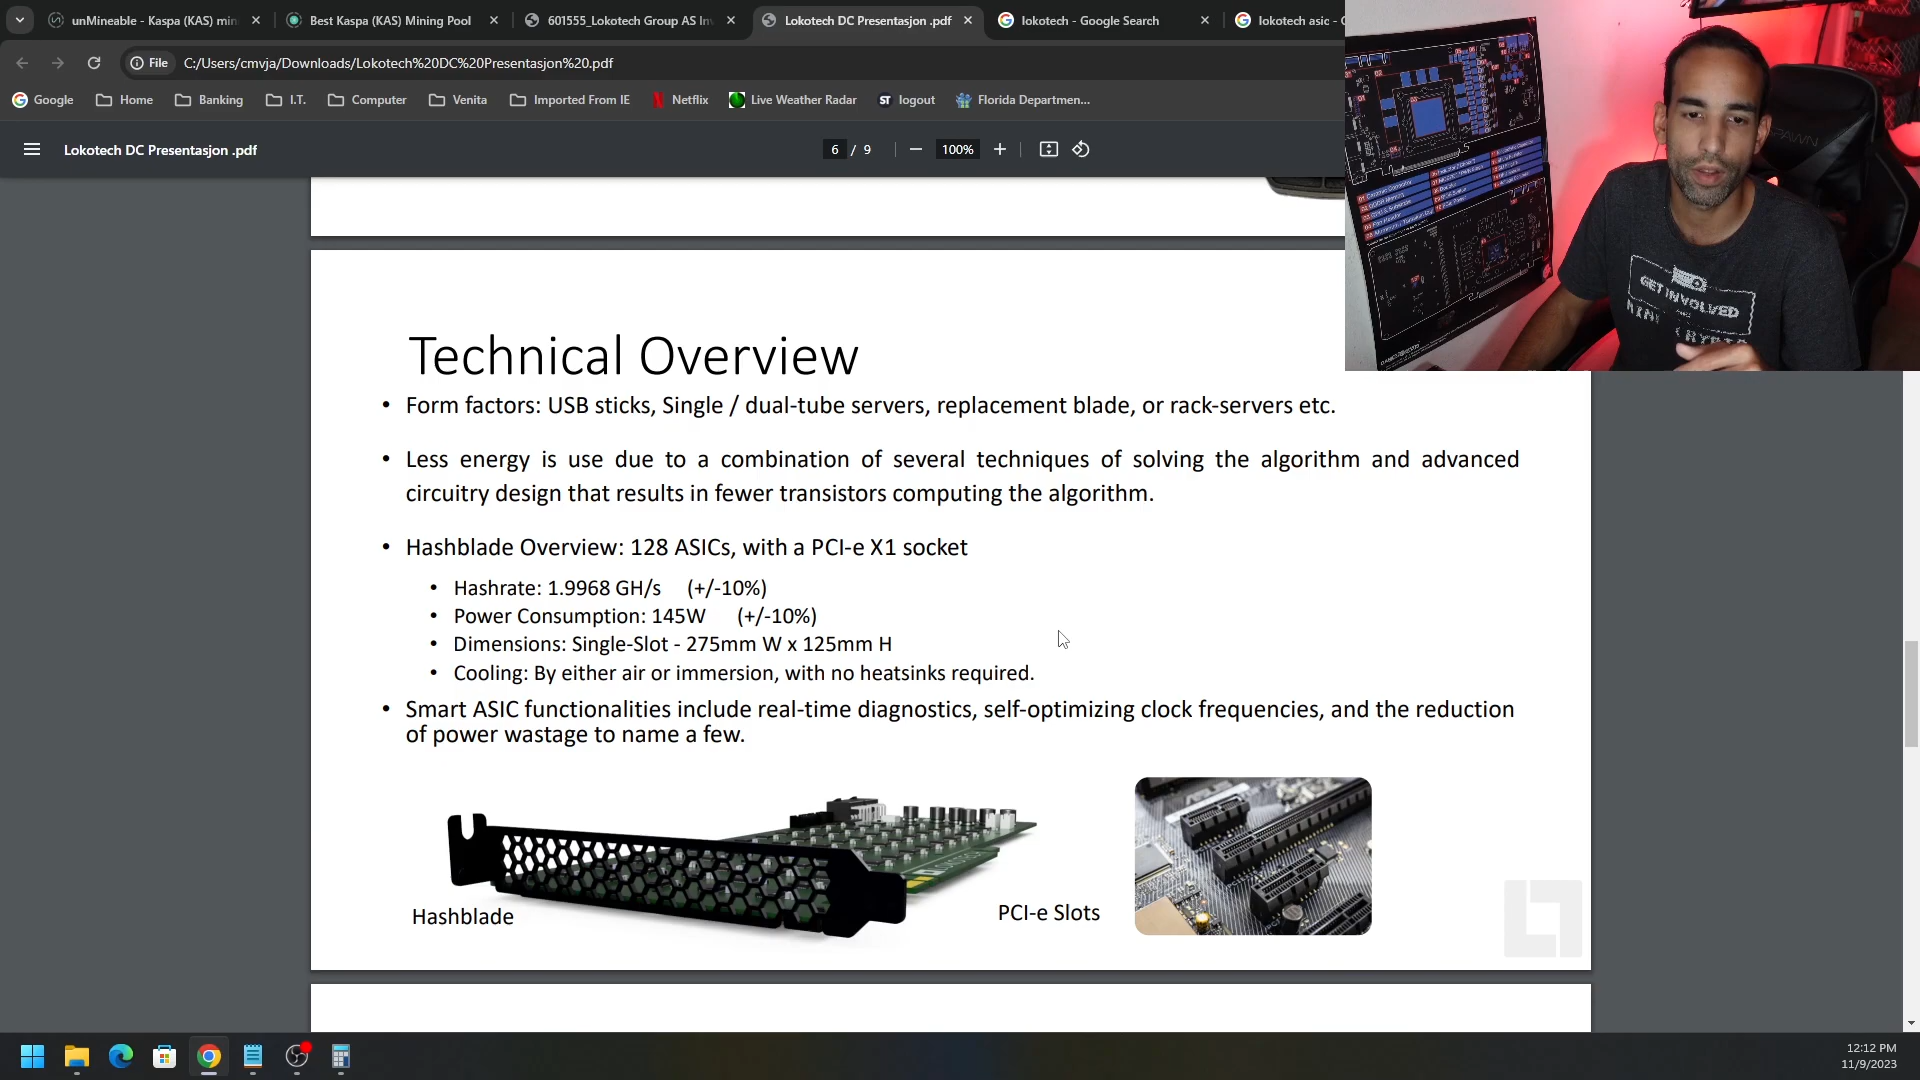 unMineable - Kaspa (KAS) min
Best Kaspa (KAS) Mining Pool
601555_Lokotech Group AS In
Lokotech DC Presentasjon .pdf
lokotech - Google Search
lokotech asic - G
File
C:/Users/cmvja/Downloads/Lokotech%20DC%20Presentasjon%20.pdf
Google
Home
Banking
I.T.
Computer
Venita
Imported From IE
Netflix
Live Weather Radar
ST logout
Florida Departmen...
Lokotech DC Presentasjon .pdf
6 / 9
100%
GET INVOLVED
Technical Overview
• Form factors: USB sticks, Single / dual-tube servers, replacement blade, or rack-servers etc.
• Less energy is use due to a combination of several techniques of solving the algorithm and advanced
circuitry design that results in fewer transistors computing the algorithm.
• Hashblade Overview: 128 ASICs, with a PCI-e X1 socket
• Hashrate: 1.9968 GH/s (+/-10%)
• Power Consumption: 145W (+/-10%)
• Dimensions: Single-Slot - 275mm W x 125mm H
• Cooling: By either air or immersion, with no heatsinks required.
• Smart ASIC functionalities include real-time diagnostics, self-optimizing clock frequencies, and the reduction
of power wastage to name a few.
Hashblade
PCI-e Slots
12:12 PM
11/9/2023